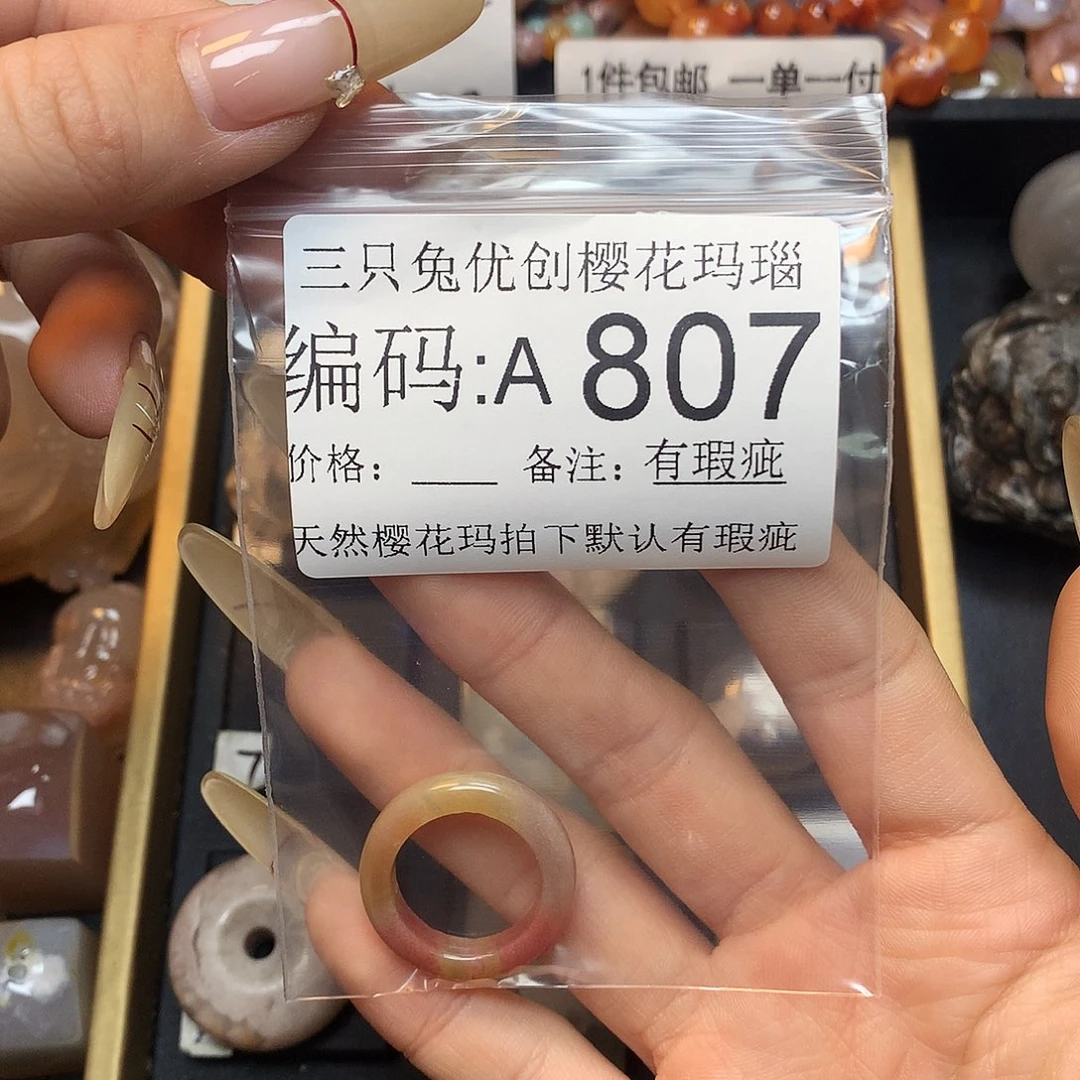 1件包邮 一单一付
三只兔优创樱花玛瑙
编码:A 807
价格：____ 备注：有瑕疵
天然樱花玛拍下默认有瑕疵
7